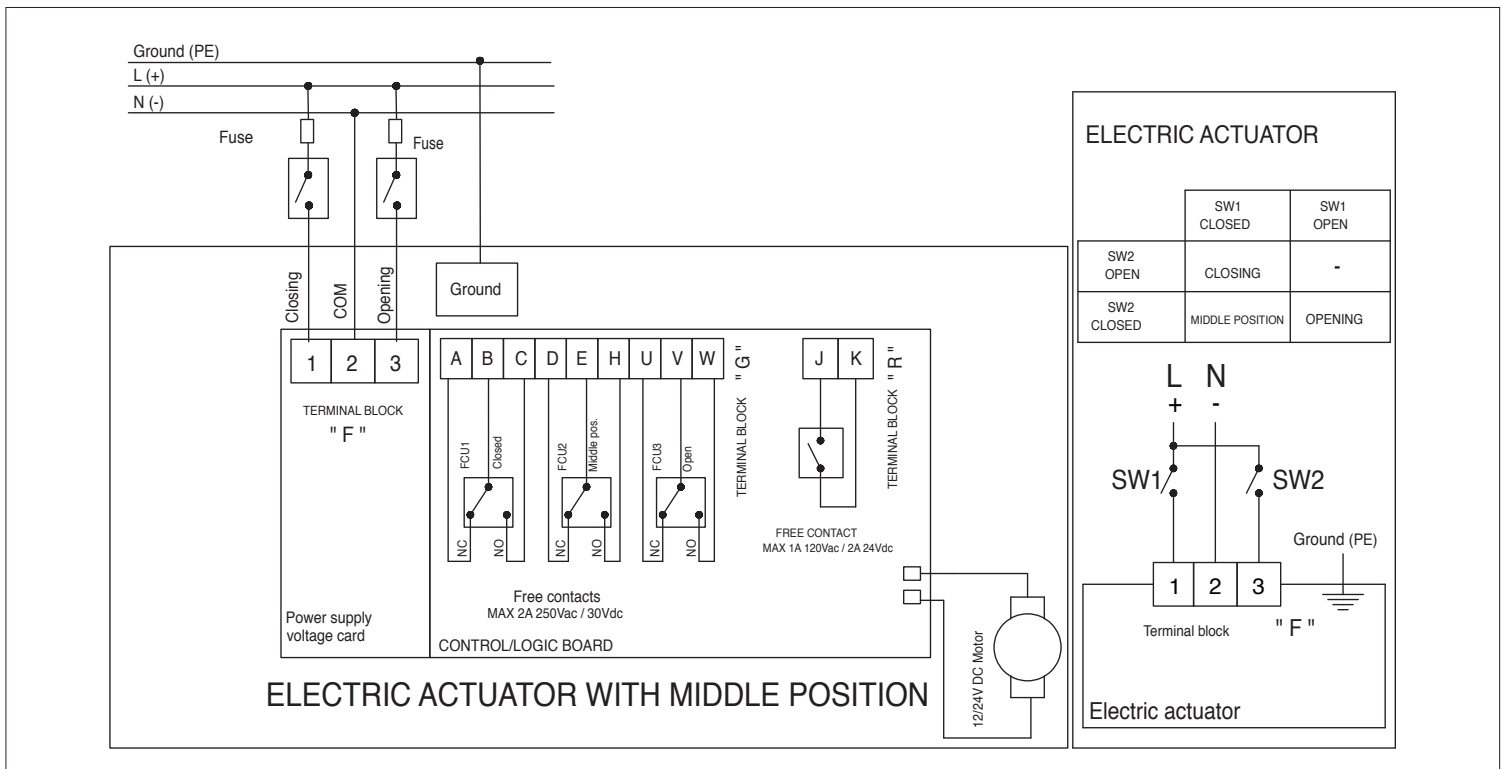 Ground (PE)
L (+)
N (-)
Fuse
Fuse
Closing
COM
Opening
Ground
1 2 3
TERMINAL BLOCK
" F "
A B C D E H U V W
TERMINAL BLOCK " G "
J K
TERMINAL BLOCK " R "
FCU1
Closed
FCU2
Middle pos.
FCU3
Open
NC
NO
NC
NO
NC
NO
FREE CONTACT
MAX 1A 120Vac / 2A 24Vdc
Free contacts
MAX 2A 250Vac / 30Vdc
Power supply
voltage card
CONTROL/LOGIC BOARD
12/24V DC Motor
ELECTRIC ACTUATOR WITH MIDDLE POSITION
ELECTRIC ACTUATOR
SW1
CLOSED
SW1
OPEN
SW2
OPEN
CLOSING
-
SW2
CLOSED
MIDDLE POSITION
OPENING
L N
+ -
SW1
SW2
Ground (PE)
1 2 3
Terminal block
" F "
Electric actuator